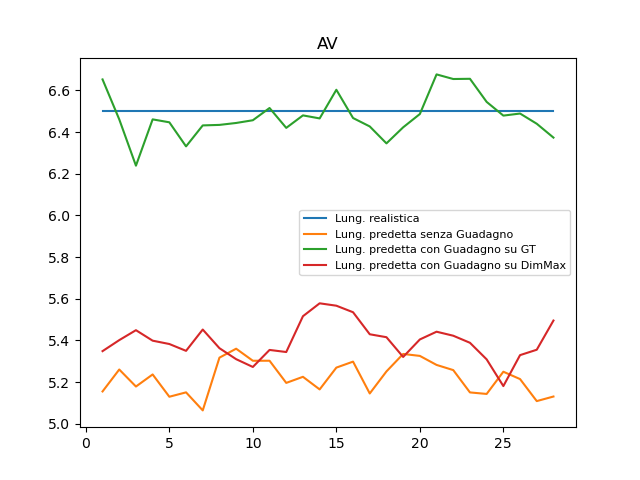 AV
6.6
6.4
6.2
6.0
5.8
5.6
5.4
5.2
5.0
Lung. realistica
Lung. predetta senza Guadagno
Lung. predetta con Guadagno su GT
Lung. predetta con Guadagno su DimMax
0 5 10 15 20 25